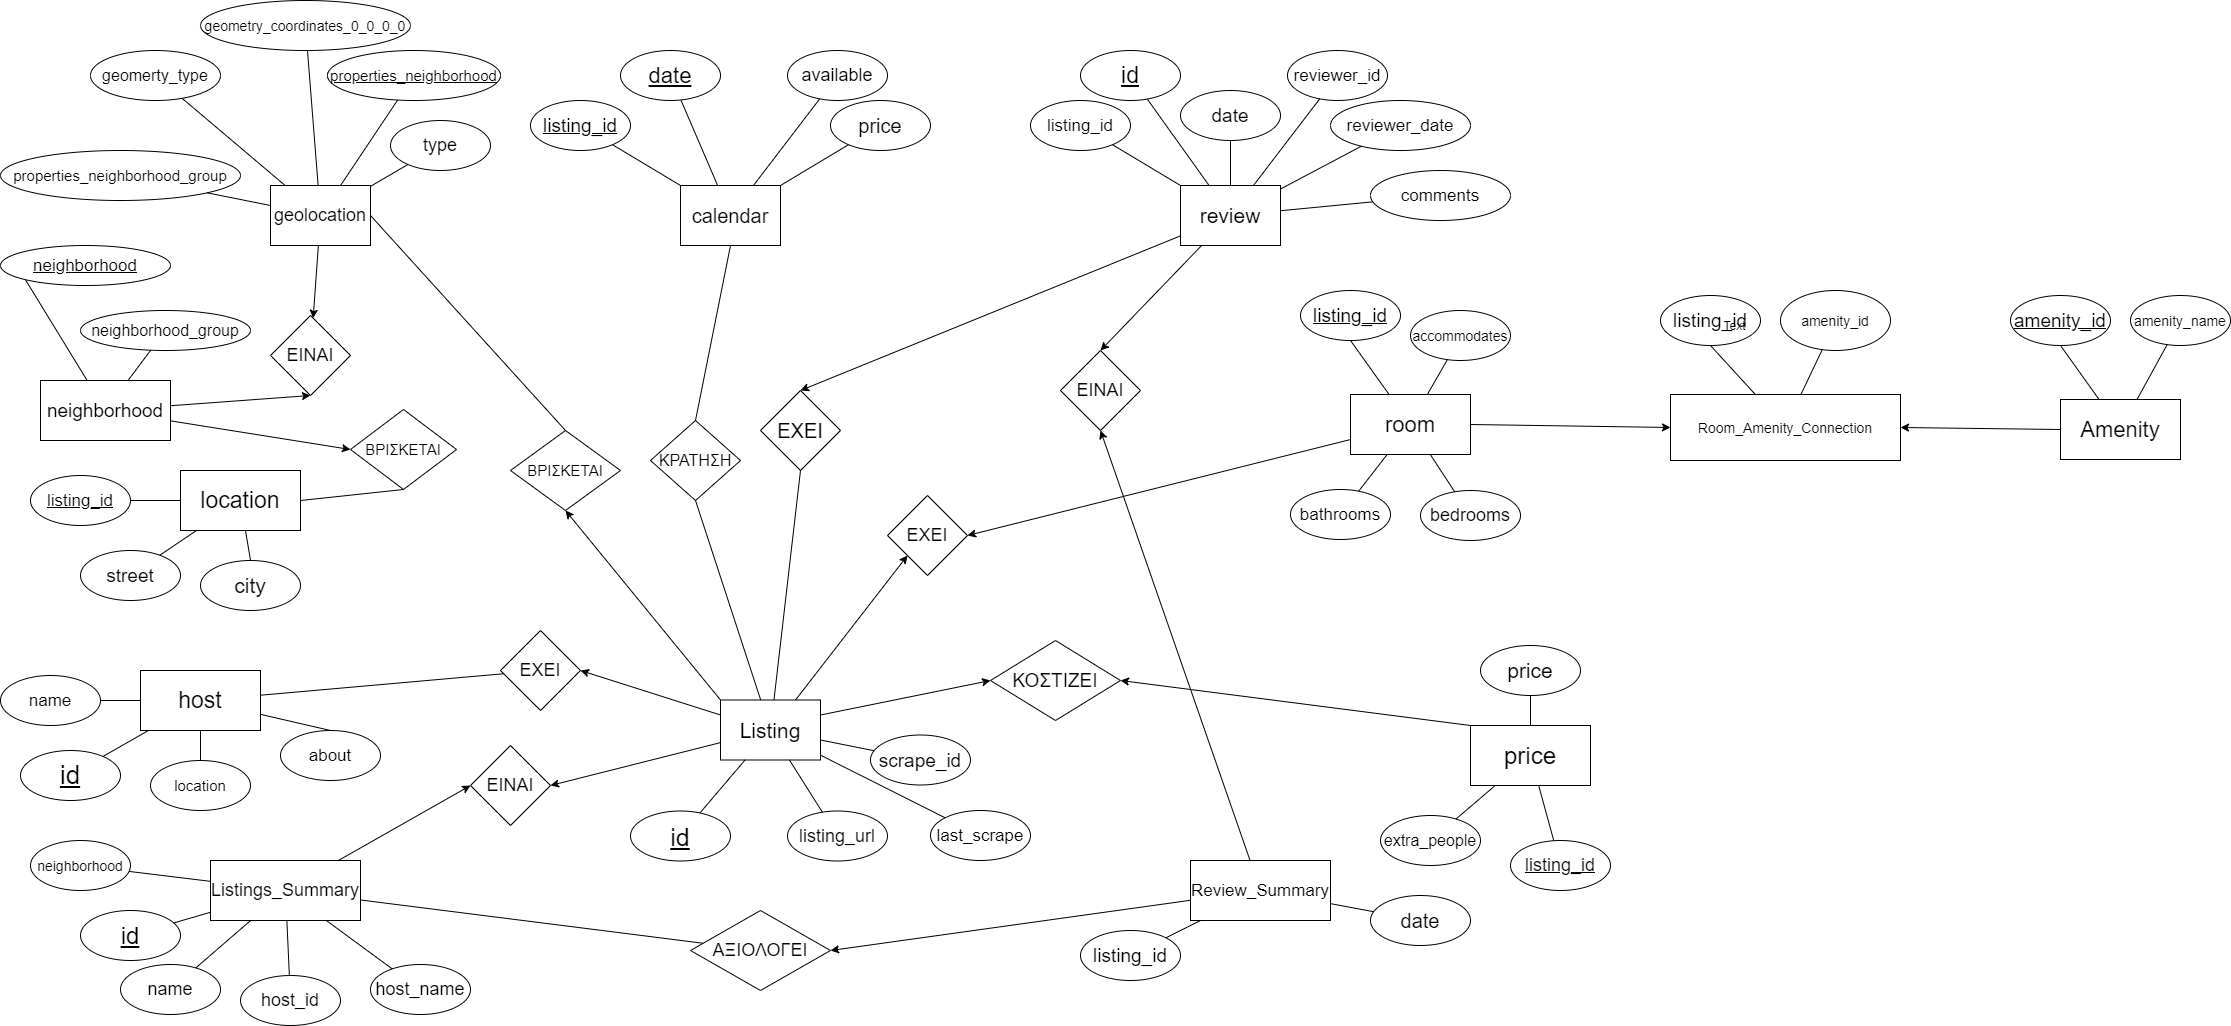 geometry_coordinates_0_0_0_0
geomerty_type
properties_neighborhood
type
properties_neighborhood_group
geolocation
date
available
listing_id
price
calendar
id
reviewer_id
listing_id
date
reviewer_date
comments
review
neighborhood
neighborhood_group
ΕΙΝΑΙ
neighborhood
ΒΡΙΣΚΕΤΑΙ
listing_id
location
street
city
ΒΡΙΣΚΕΤΑΙ
ΚΡΑΤΗΣΗ
ΕΧΕΙ
ΕΙΝΑΙ
ΕΧΕΙ
listing_id
accommodates
room
bathrooms
bedrooms
listing_id
Text
amenity_id
Room_Amenity_Connection
amenity_id
amenity_name
Amenity
name
host
ΕΧΕΙ
id
location
about
Listing
ΚΟΣΤΙΖΕΙ
scrape_id
id
listing_url
last_scrape
price
price
extra_people
listing_id
ΕΙΝΑΙ
neighborhood
Listings_Summary
id
name
host_id
host_name
ΑΞΙΟΛΟΓΕΙ
Review_Summary
date
listing_id